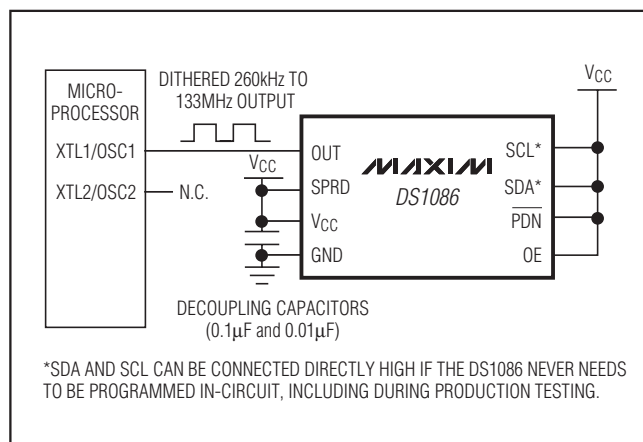 DITHERED 260kHz TO
133MHz OUTPUT
MICRO-
PROCESSOR
XTL1/OSC1
XTL2/OSC2
N.C.
VCC
OUT
SPRD
VCC
GND
MAXIM
DS1086
SCL*
SDA*
PDN
OE
VCC
DECOUPLING CAPACITORS
(0.1µF and 0.01µF)
*SDA AND SCL CAN BE CONNECTED DIRECTLY HIGH IF THE DS1086 NEVER NEEDS
TO BE PROGRAMMED IN-CIRCUIT, INCLUDING DURING PRODUCTION TESTING.